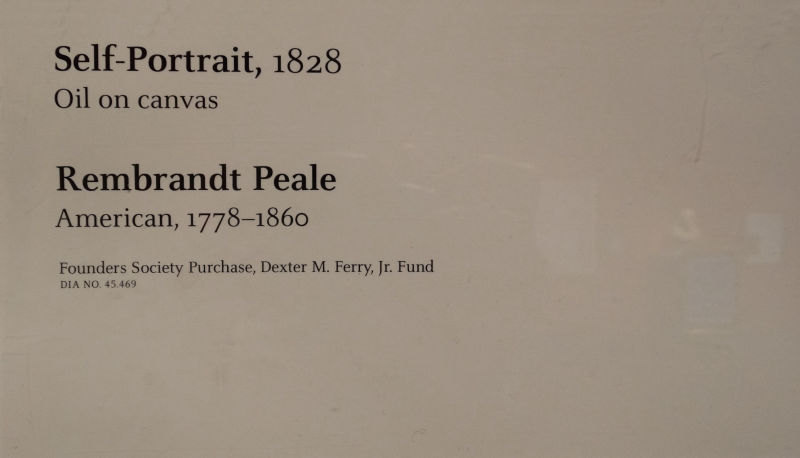 Self-Portrait, 1828
Oil on canvas
Rembrandt Peale
American, 1778–1860
Founders Society Purchase, Dexter M. Ferry, Jr. Fund
DIA NO. 45.469